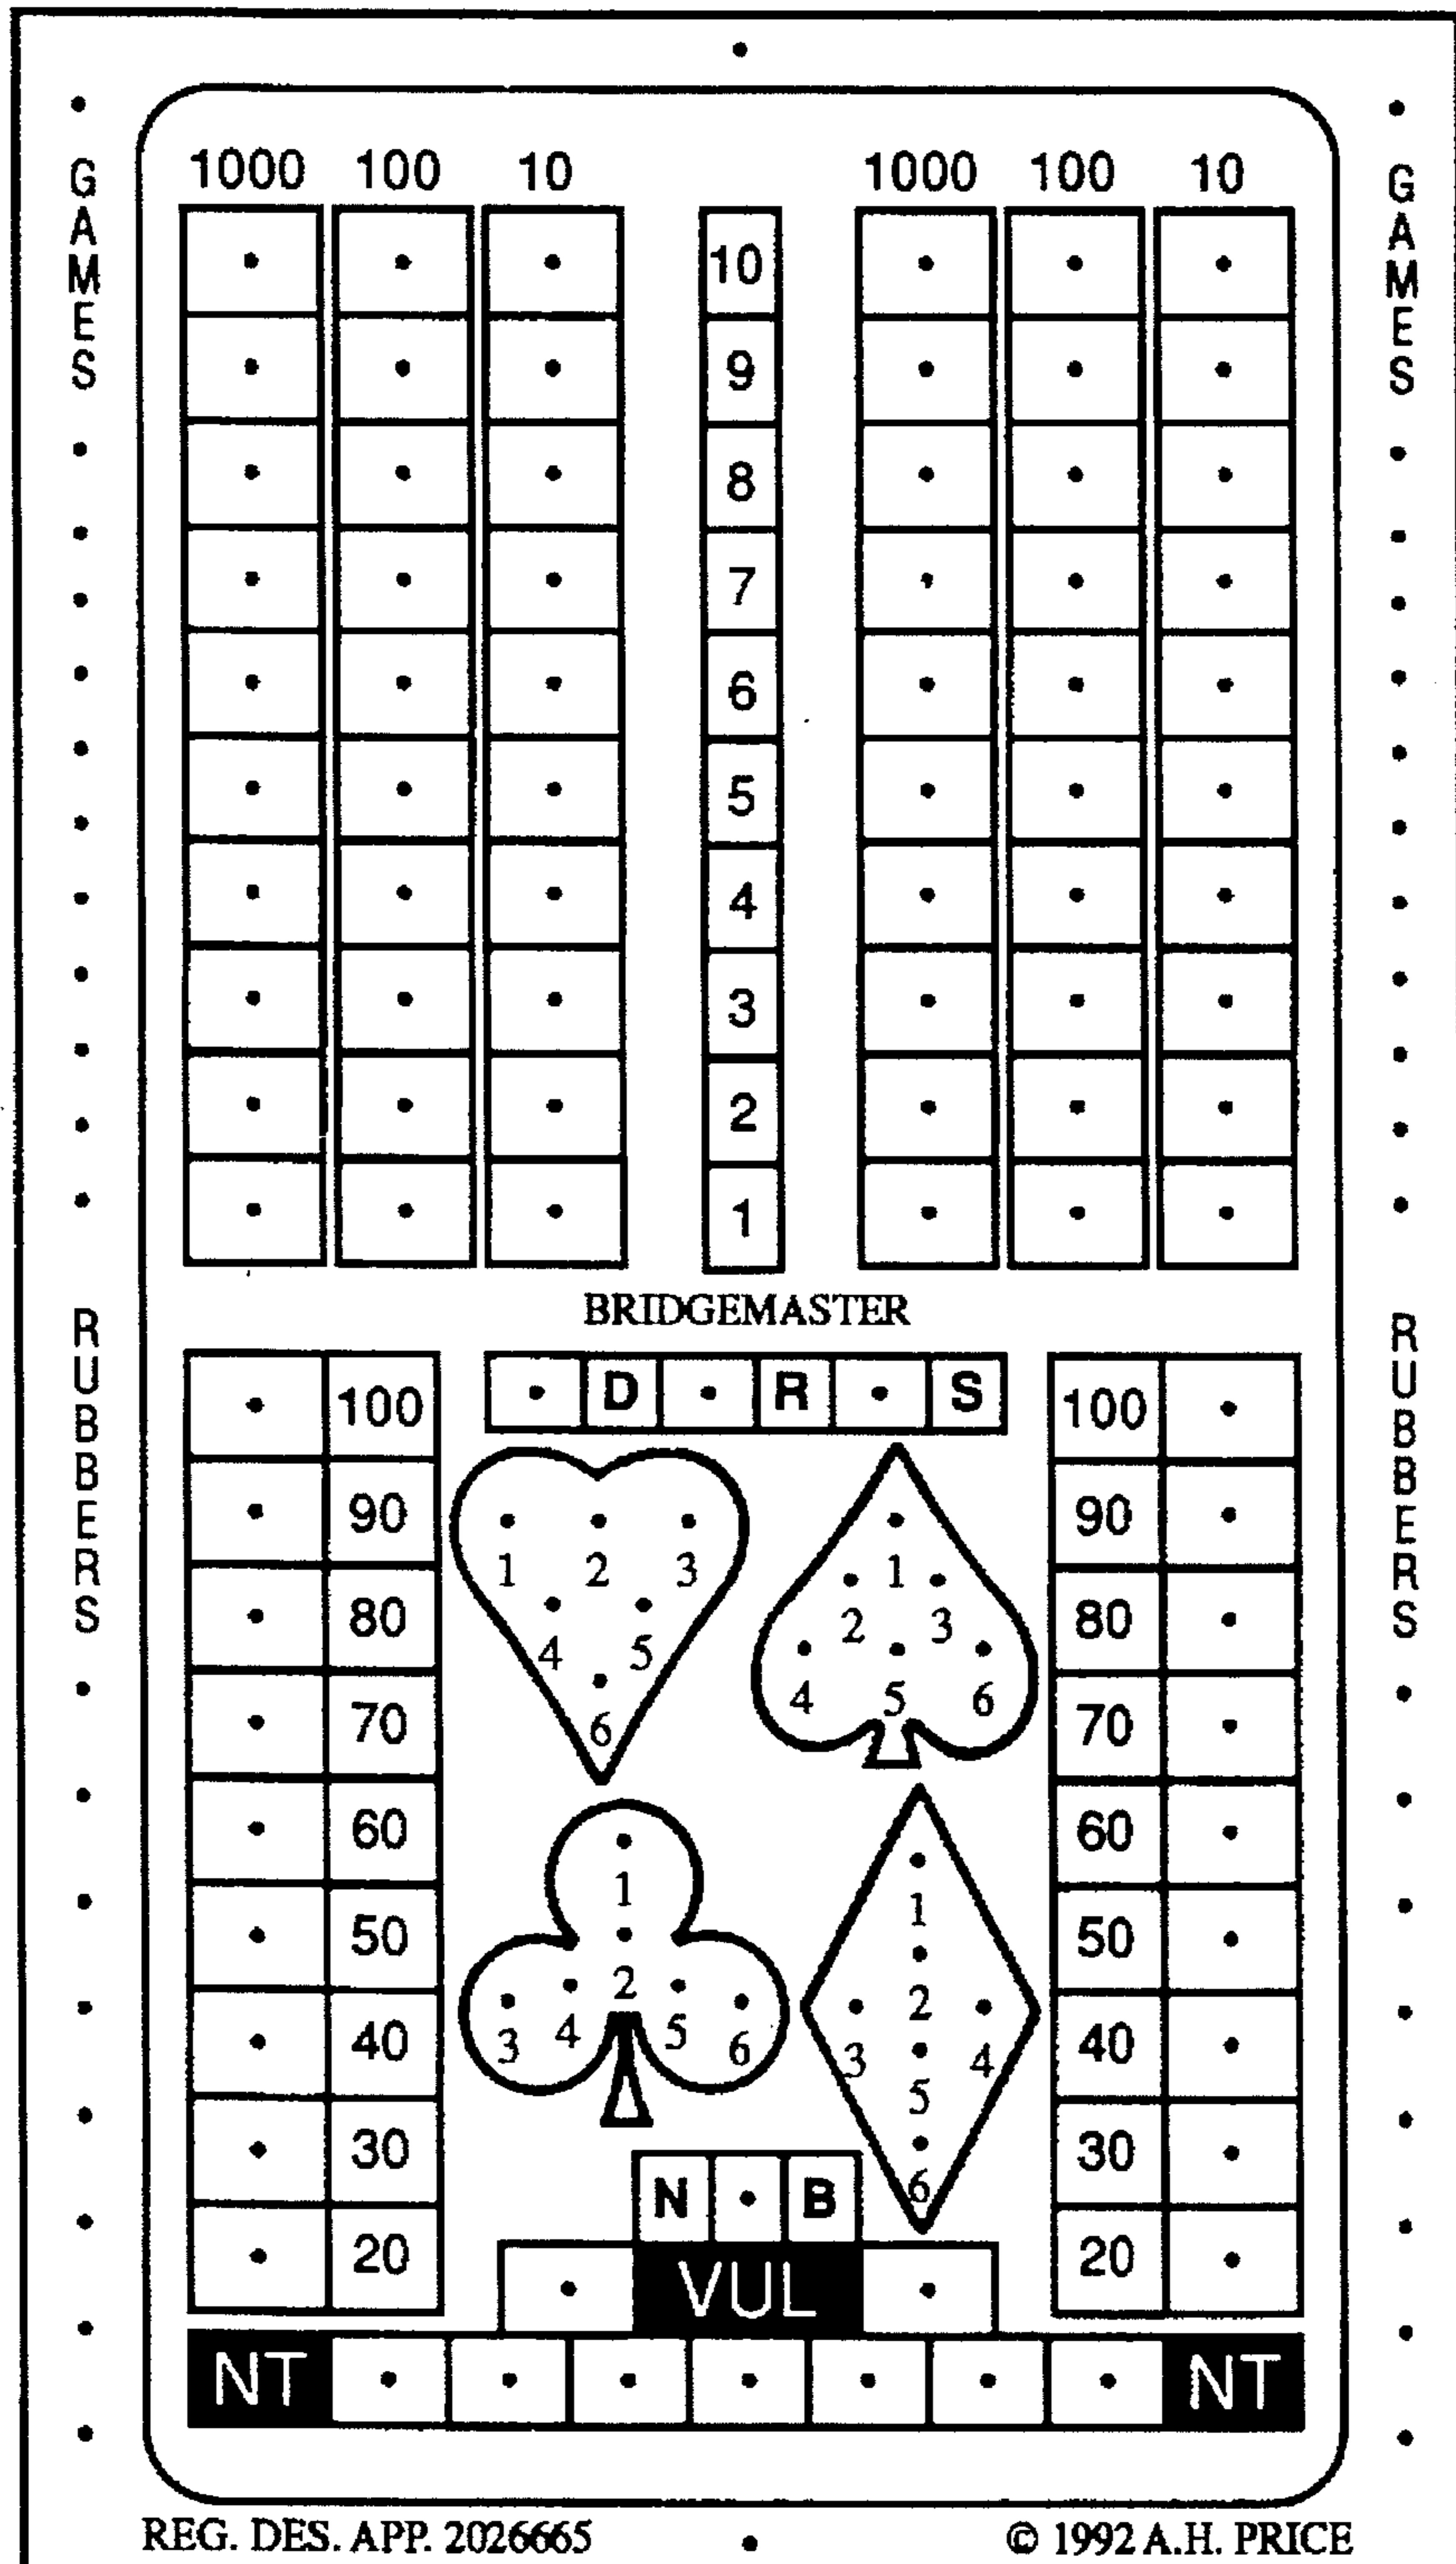 GAMES
1000 100 10
1000 100 10
GAMES
10
9
8
7
6
5
4
3
2
1
BRIDGEMASTER
RUBBERS
RUBBERS
D R S
100
90
80
70
60
50
40
30
20
1 2 3
4 5
6
1
2 3
4 5 6
1
2
3 4 5 6
1
2
3 4
5
6
100
90
80
70
60
50
40
30
20
N B
VUL
NT NT
REG. DES. APP. 2026665
© 1992 A.H. PRICE